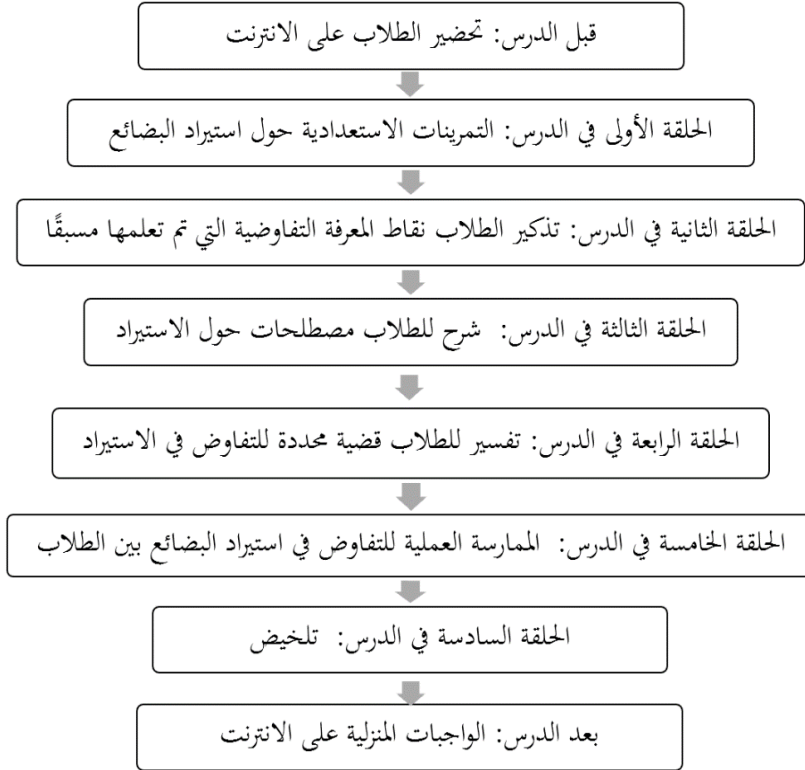 قبل الدرس: تحضير الطلاب على الانترنت
الحلقة الأولى في الدرس: التمرينات الاستعدادية حول استيراد البضائع
الحلقة الثانية في الدرس: تذكير الطلاب نقاط المعرفة التفاوضية التي تم تعلمها مسبقًا
الحلقة الثالثة في الدرس: شرح للطلاب مصطلحات حول الاستيراد
الحلقة الرابعة في الدرس: تفسير للطلاب قضية محددة للتفاوض في الاستيراد
الحلقة الخامسة في الدرس: الممارسة العملية للتفاوض في استيراد البضائع بين الطلاب
الحلقة السادسة في الدرس: تلخيض
بعد الدرس: الواجبات المنزلية على الانترنت